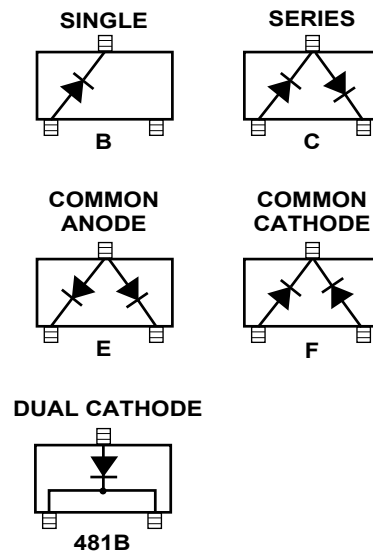 SINGLE
B
SERIES
C
COMMON
ANODE
E
COMMON
CATHODE
F
DUAL CATHODE
481B